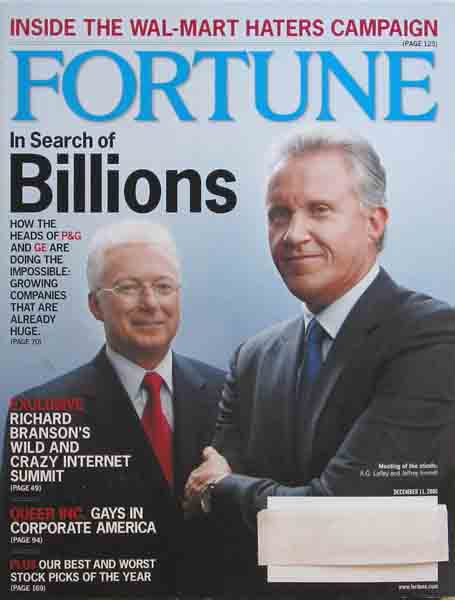 INSIDE THE WAL-MART HATERS CAMPAIGN
(PAGE 125)
FORTUNE
In Search of
Billions
HOW THE
HEADS OF P&G
AND GE ARE
DOING THE
IMPOSSIBLE:
GROWING
COMPANIES
THAT ARE
ALREADY
HUGE.
(PAGE 70)
EXCLUSIVE
RICHARD
BRANSON'S
WILD AND
CRAZY INTERNET
SUMMIT
(PAGE 49)
QUEER INC. GAYS IN
CORPORATE AMERICA
(PAGE 94)
PLUS OUR BEST AND WORST
STOCK PICKS OF THE YEAR
(PAGE 169)
Meeting of the minds:
A.G. Lafley and Jeffrey Immelt
DECEMBER 11, 2006
www.fortune.com